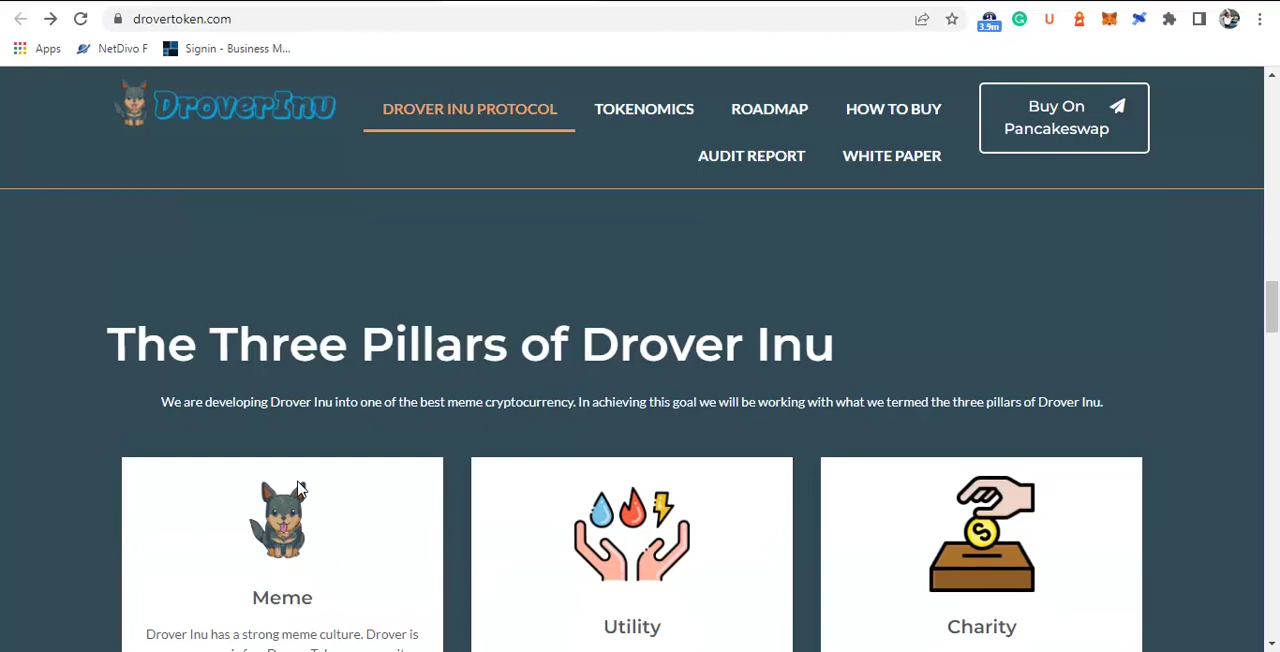 drovertoken.com
3.9m
Apps
NetDivo F
Signin - Business M...
DroverInu
DROVER INU PROTOCOL
TOKENOMICS
ROADMAP
HOW TO BUY
Buy On
Pancakeswap
AUDIT REPORT
WHITE PAPER
The Three Pillars of Drover Inu
We are developing Drover Inu into one of the best meme cryptocurrency. In achieving this goal we will be working with what we termed the three pillars of Drover Inu.
Meme
Utility
Charity
Drover Inu has a strong meme culture. Drover is